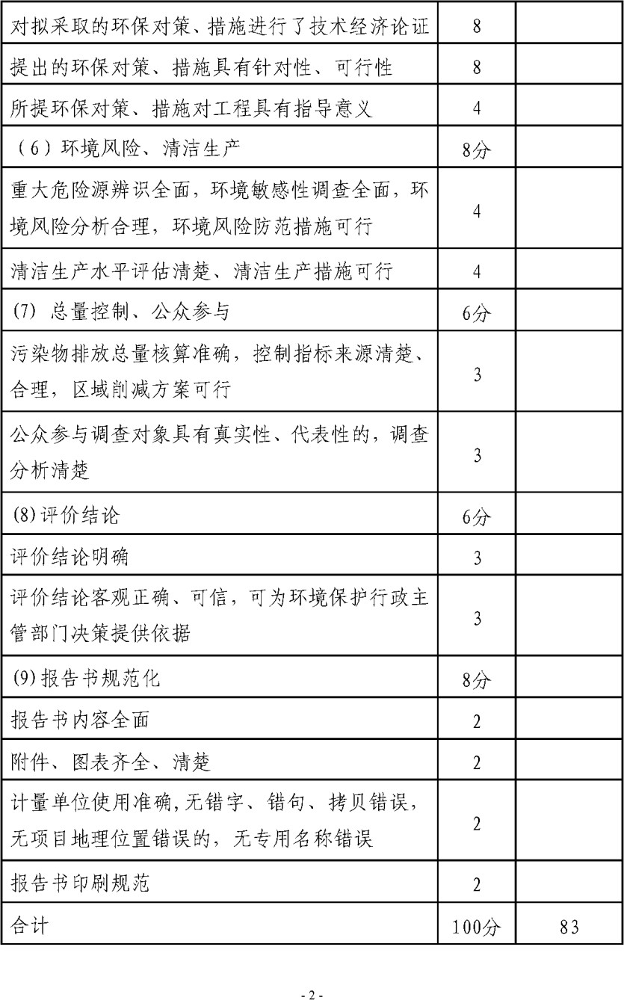 对拟采取的环保对策、措施进行了技术经济论证 8
提出的环保对策、措施具有针对性、可行性 8
所提环保对策、措施对工程具有指导意义 4
（6）环境风险、清洁生产 8分
重大危险源辨识全面，环境敏感性调查全面，环
境风险分析合理，环境风险防范措施可行 4
清洁生产水平评估清楚、清洁生产措施可行 4
(7) 总量控制、公众参与 6分
污染物排放总量核算准确，控制指标来源清楚、
合理，区域削减方案可行 3
公众参与调查对象具有真实性、代表性的，调查
分析清楚 3
(8)评价结论 6分
评价结论明确 3
评价结论客观正确、可信，可为环境保护行政主
管部门决策提供依据 3
(9)报告书规范化 8分
报告书内容全面 2
附件、图表齐全、清楚 2
计量单位使用准确,无错字、错句、拷贝错误，
无项目地理位置错误的，无专用名称错误 2
报告书印刷规范 2
合计 100分 83
- 2 -